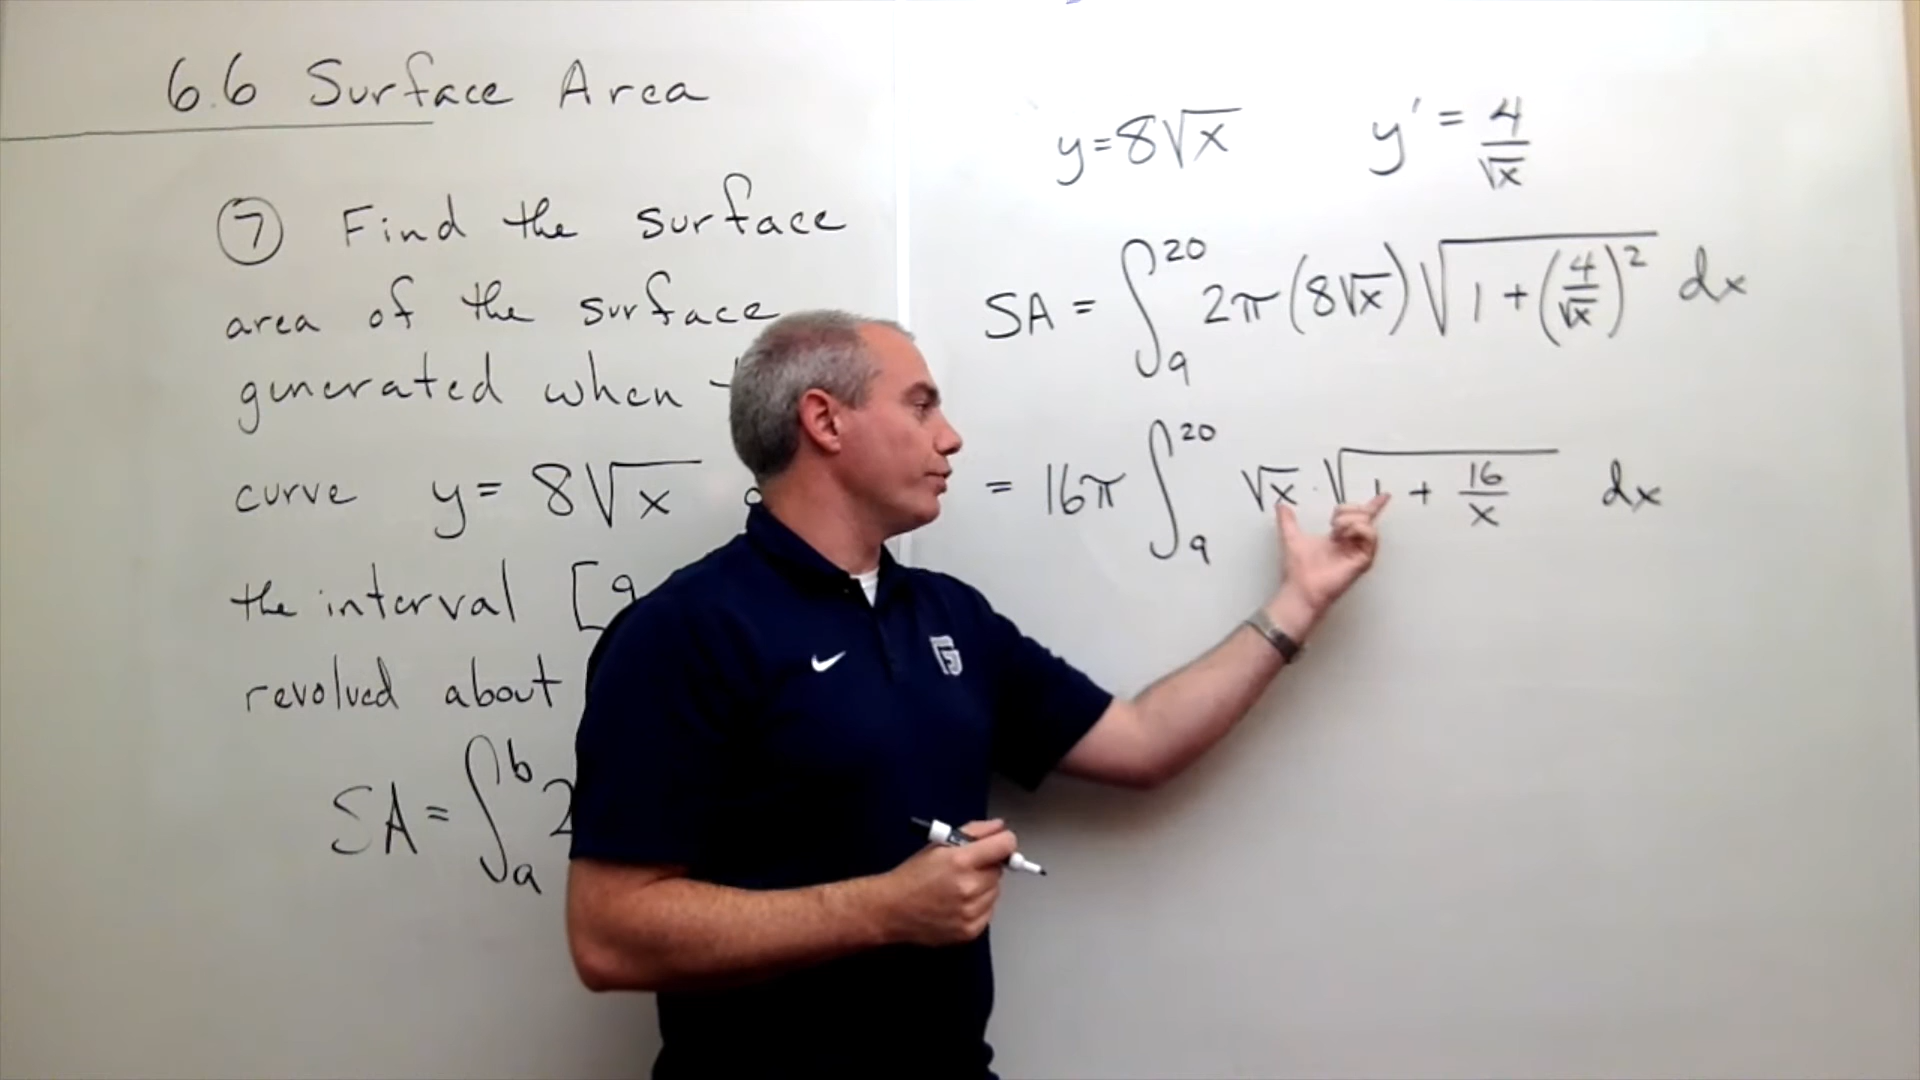 6.6 Surface Area
⑦ Find the surface
area of the surface
generated when
curve y = 8√x
the interval [9
revolved about
SA = ∫_a^b 2
y = 8√x    y' = 4/√x
SA = ∫_9^20 2π(8√x)√(1 + (4/√x)^2) dx
= 16π ∫_9^20 √x · √(1 + 16/x) dx